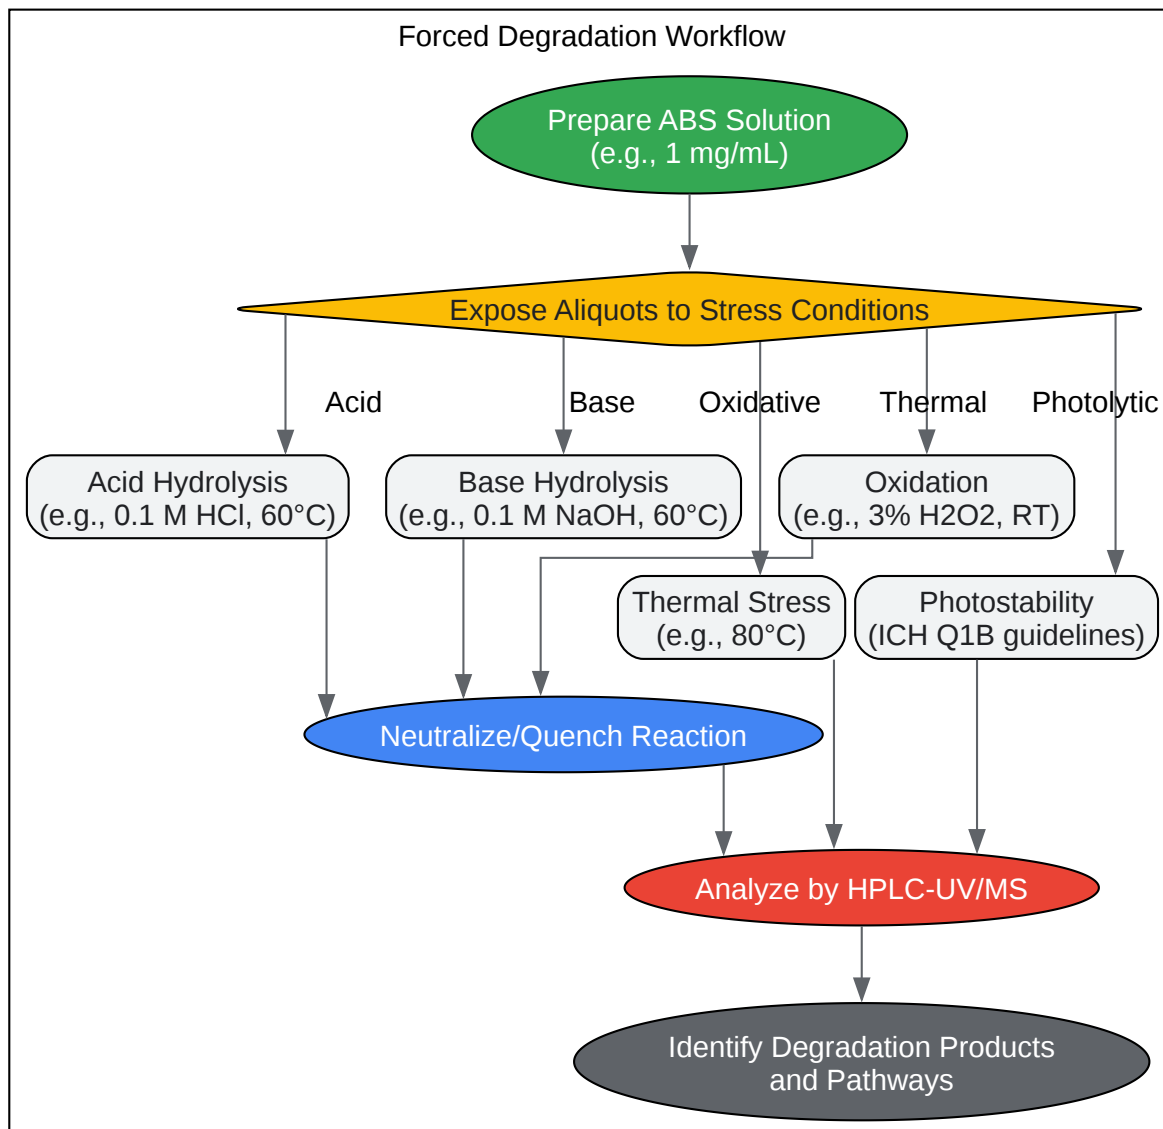 Forced Degradation Workflow
Prepare ABS Solution
(e.g., 1 mg/mL)
Expose Aliquots to Stress Conditions
Acid
Base
Oxidative
Thermal
Photolytic
Acid Hydrolysis
(e.g., 0.1 M HCl, 60°C)
Base Hydrolysis
(e.g., 0.1 M NaOH, 60°C)
Oxidation
(e.g., 3% H2O2, RT)
Thermal Stress
(e.g., 80°C)
Photostability
(ICH Q1B guidelines)
Neutralize/Quench Reaction
Analyze by HPLC-UV/MS
Identify Degradation Products
and Pathways